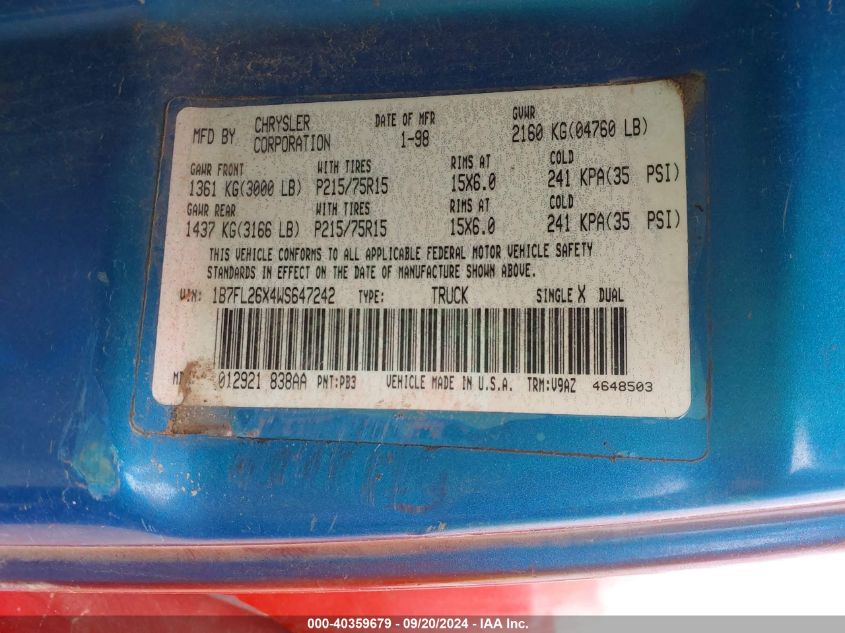 MFD BY CHRYSLER CORPORATION DATE OF MFR 1-98 GVWR 2160 KG(04760 LB)
GAWR FRONT WITH TIRES RIMS AT COLD
1361 KG(3000 LB) P215/75R15 15X6.0 241 KPA(35 PSI)
GAWR REAR WITH TIRES RIMS AT COLD
1437 KG(3166 LB) P215/75R15 15X6.0 241 KPA(35 PSI)
THIS VEHICLE CONFORMS TO ALL APPLICABLE FEDERAL MOTOR VEHICLE SAFETY
STANDARDS IN EFFECT ON THE DATE OF MANUFACTURE SHOWN ABOVE.
VIN: 1B7FL26X4WS647242 TYPE: TRUCK SINGLE X DUAL
012921 838AA PNT:PB3 VEHICLE MADE IN U.S.A. TRM:V9AZ 4648503
000-40359679 - 09/20/2024 - IAA Inc.